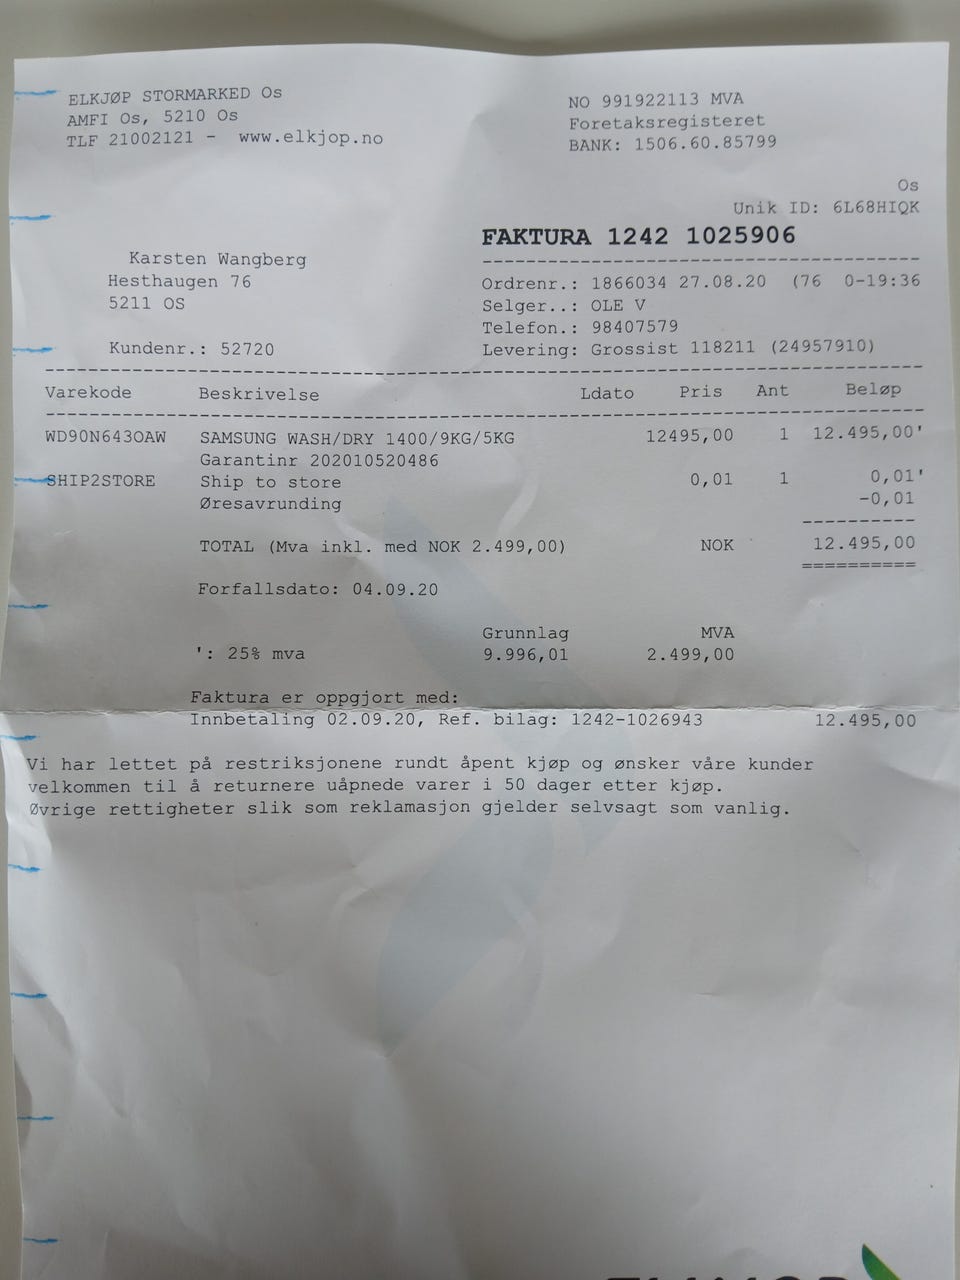 ELKJØP STORMARKED Os
AMFI Os, 5210 Os
TLF 21002121 - www.elkjop.no
NO 991922113 MVA
Foretaksregisteret
BANK: 1506.60.85799
Os
Unik ID: 6L68HIQK
FAKTURA 1242 1025906
Karsten Wangberg
Hesthaugen 76
5211 OS
Kundenr.: 52720
Ordrenr.: 1866034 27.08.20 (76 0-19:36
Selger..: OLE V
Telefon.: 98407579
Levering: Grossist 118211 (24957910)
Varekode Beskrivelse Ldato Pris Ant Beløp
WD90N643OAW SAMSUNG WASH/DRY 1400/9KG/5KG 12495,00 1 12.495,00'
Garantinr 202010520486
SHIP2STORE Ship to store 0,01 1 0,01'
Øresavrunding -0,01
TOTAL (Mva inkl. med NOK 2.499,00) NOK 12.495,00
Forfallsdato: 04.09.20
Grunnlag MVA
': 25% mva 9.996,01 2.499,00
Faktura er oppgjort med:
Innbetaling 02.09.20, Ref. bilag: 1242-1026943 12.495,00
Vi har lettet på restriksjonene rundt åpent kjøp og ønsker våre kunder
velkommen til å returnere uåpnede varer i 50 dager etter kjøp.
Øvrige rettigheter slik som reklamasjon gjelder selvsagt som vanlig.